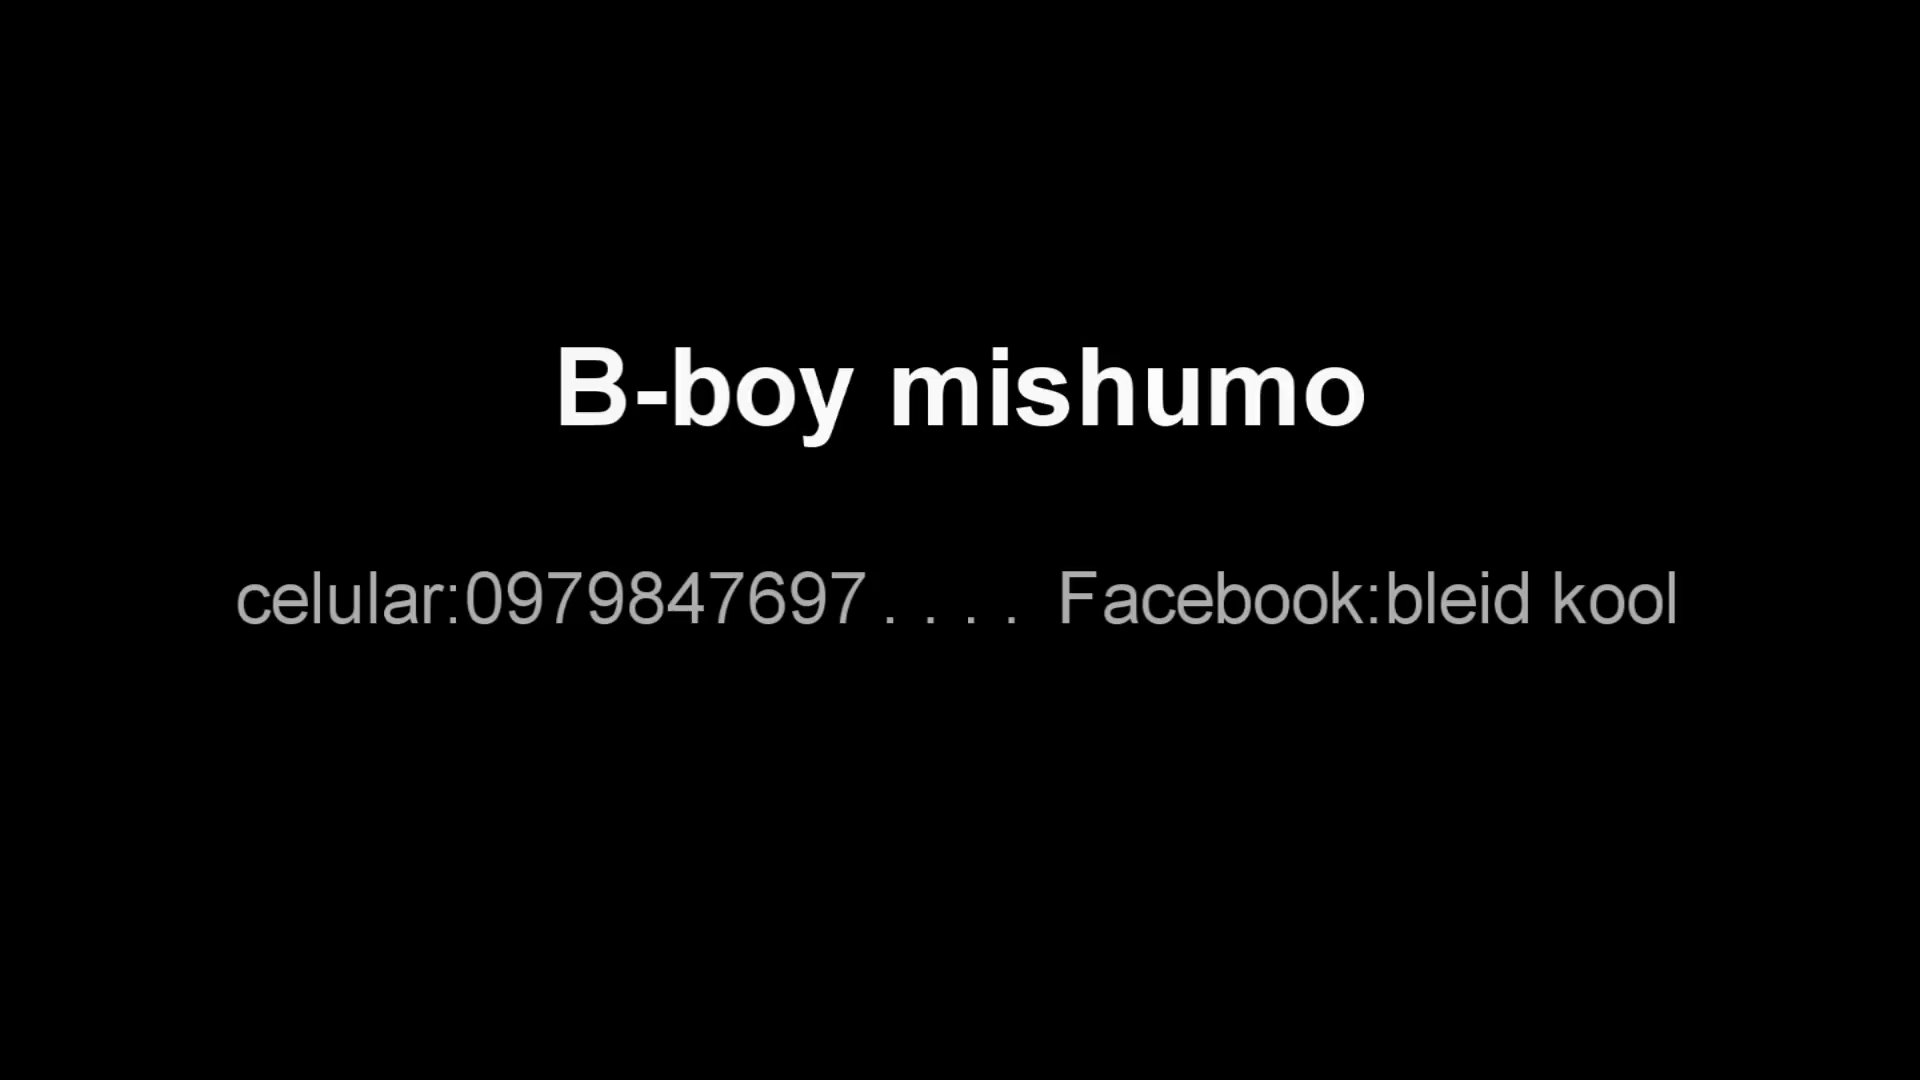 B-boy mishumo
celular:0979847697 . . . . Facebook:bleid kool